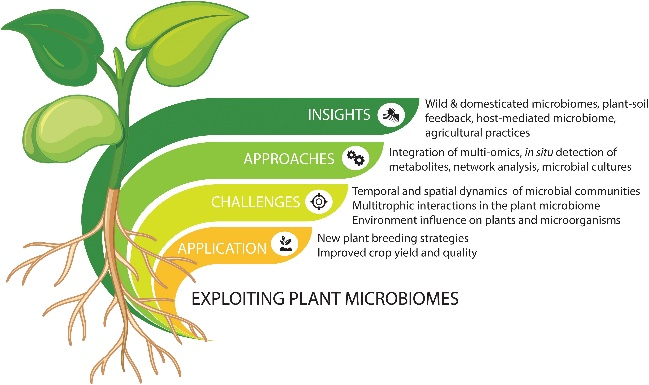 INSIGHTS
Wild & domesticated microbiomes, plant-soil
feedback, host-mediated microbiome,
agricultural practices
APPROACHES
Integration of multi-omics, in situ detection of
metabolites, network analysis, microbial cultures
CHALLENGES
Temporal and spatial dynamics of microbial communities
Multitrophic interactions in the plant microbiome
Environment influence on plants and microorganisms
APPLICATION
New plant breeding strategies
Improved crop yield and quality
EXPLOITING PLANT MICROBIOMES